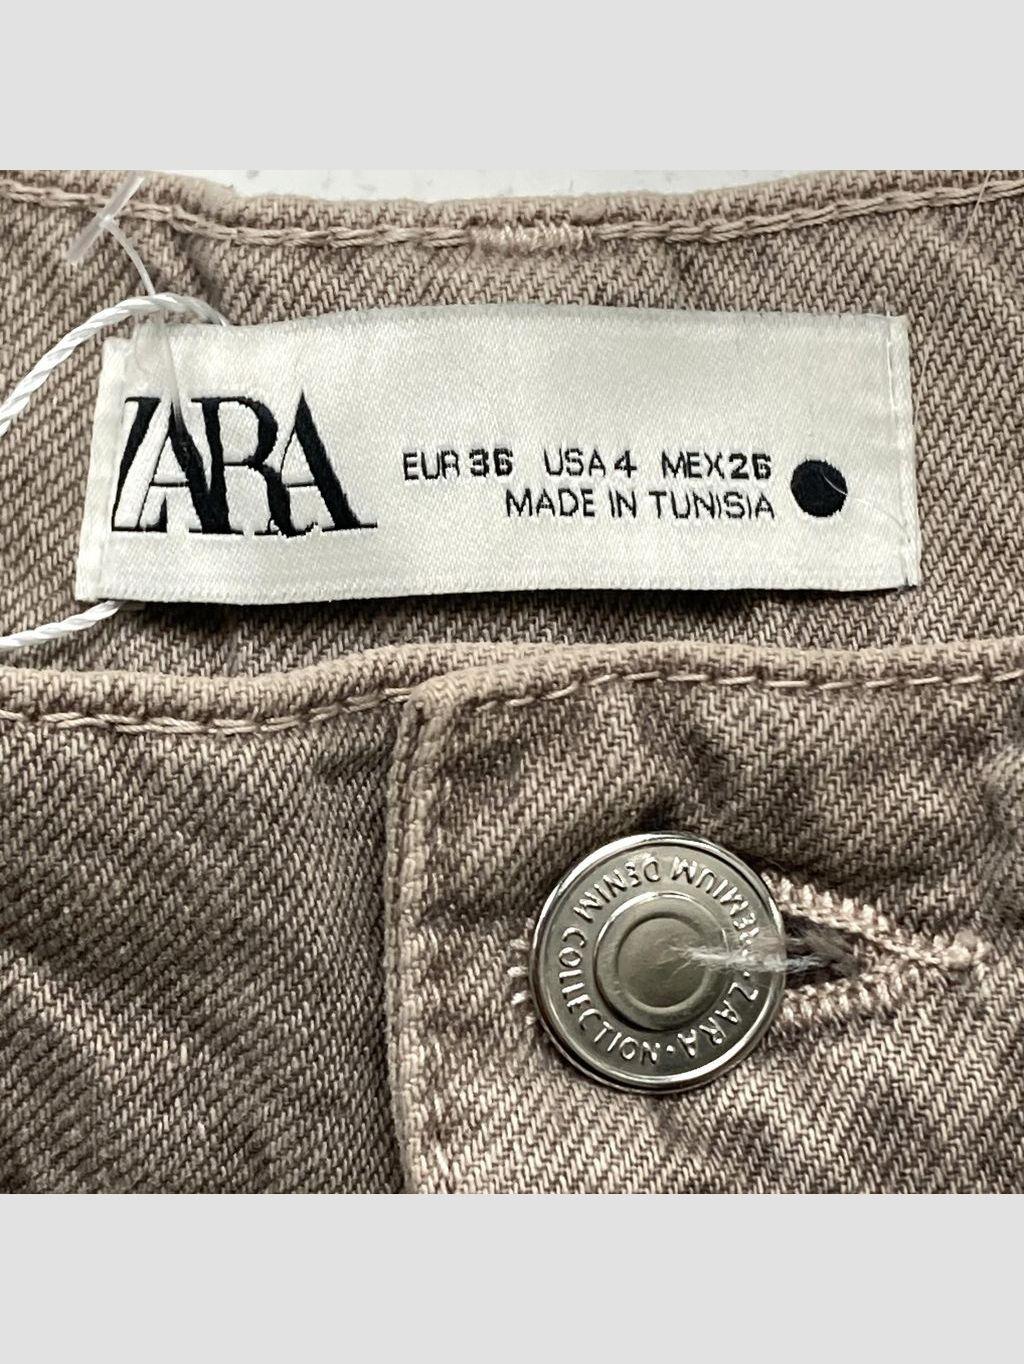 ZARA
EUR 36 USA 4 MEX 26
MADE IN TUNISIA
ZARA · PREMIUM DENIM COLLECTION ·